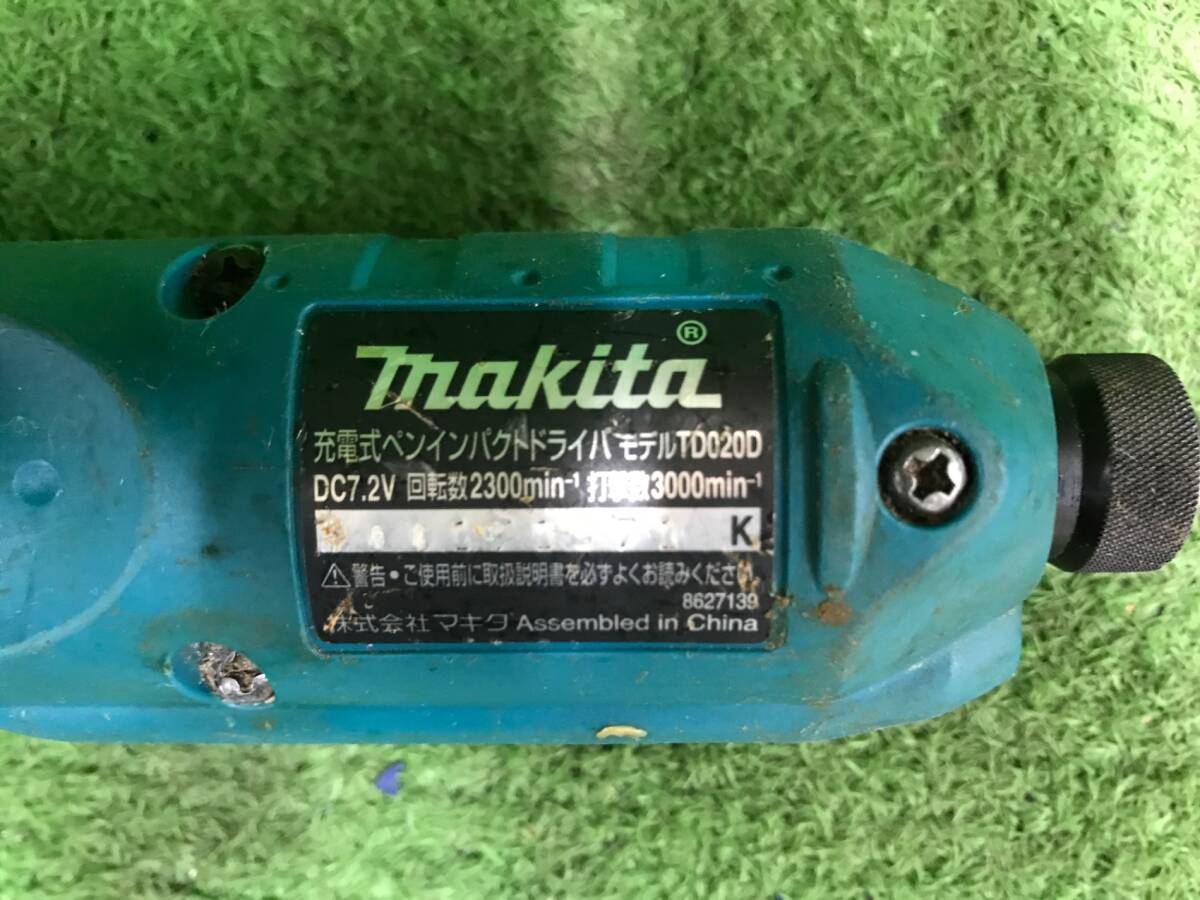 makita®
充電式ペンインパクトドライバ モデルTD020D
DC7.2V 回転数2300min⁻¹ 打撃数3000min⁻¹
K
⚠警告・ご使用前に取扱説明書を必ずよくお読みください。
8627139
株式会社マキタ Assembled in China